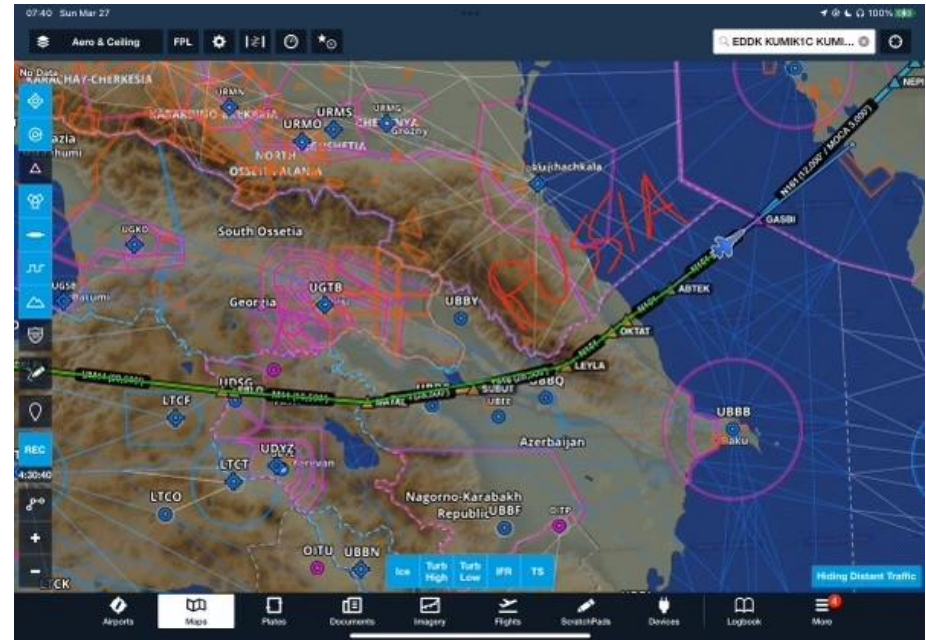 07:40 Sun Mar 27
100%
Aero & Ceiling FPL
EDDK KUMIK1C KUMI...
No Data
KARACHAY-CHERKESIA
NEPI
URMN
URMS
URMG
URMO
Grozny
NORTH
OSSETIA ALANIA
N161 (12,000' / MOCA 3,000')
RUSSIA
South Ossetia
GASBI
UGKO
UGTB
UGSB
Batumi
Georgia
UBBY
ABTEK
OKTAT
LEYLA
UDSG
SUBUT
UBBQ
LTCF
UBEE
UBBB
Baku
REC
Azerbaijan
UDYZ
Yerevan
4:30:40
LTCT
LTCO
Nagorno-Karabakh
Republic
UBBF
OITP
OITU UBBN
LTCK
Ice Turb High Turb Low IFR TS
Hiding Distant Traffic
4
Airports Maps Plates Documents Imagery Flights ScratchPads Devices Logbook More